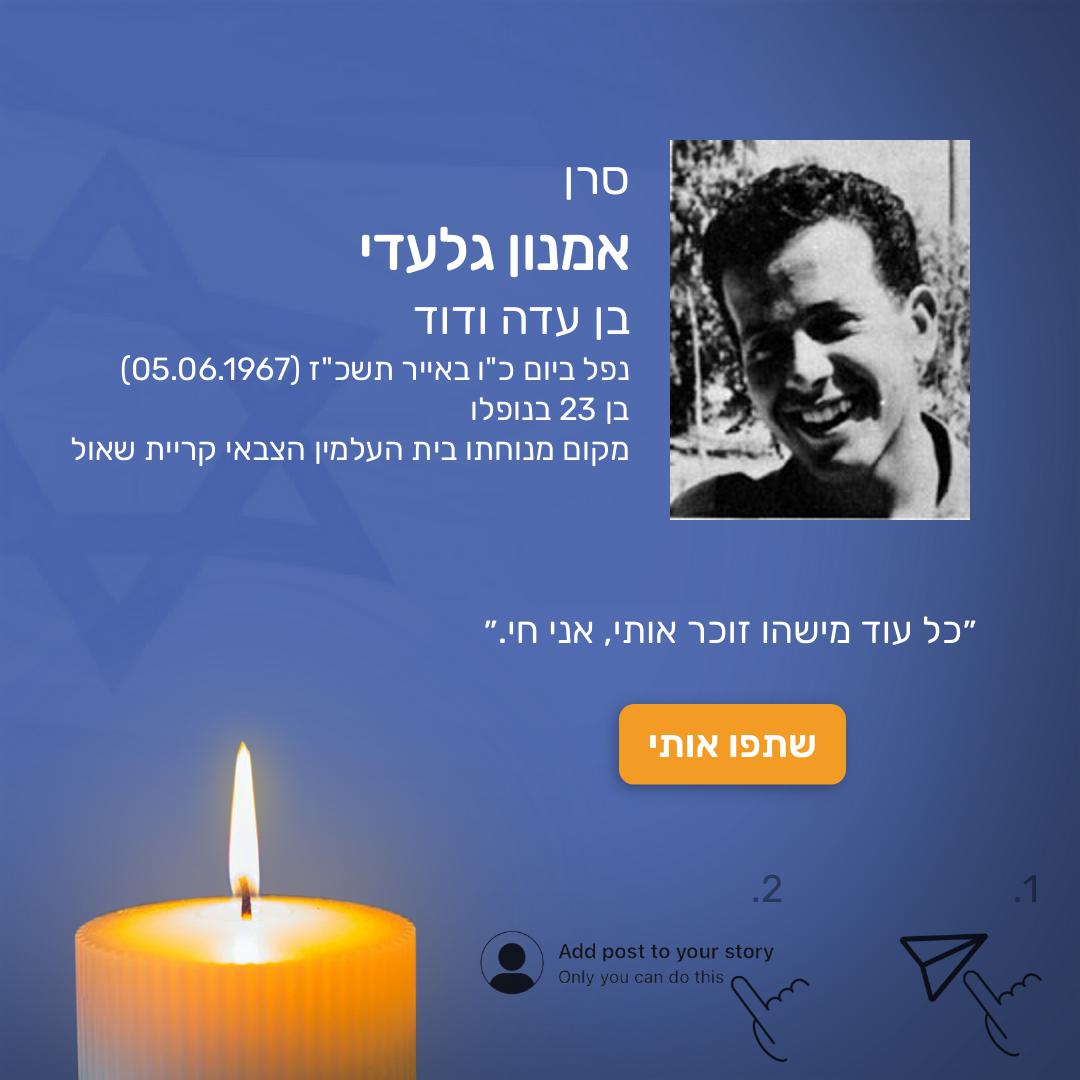 סרן
אמנון גלעדי
בן עדה ודוד
נפל ביום כ"ו באייר תשכ"ז (05.06.1967)
בן 23 בנופלו
מקום מנוחתו בית העלמין הצבאי קריית שאול
״כל עוד מישהו זוכר אותי, אני חי.״
שתפו אותי
1.
2.
Add post to your story
Only you can do this